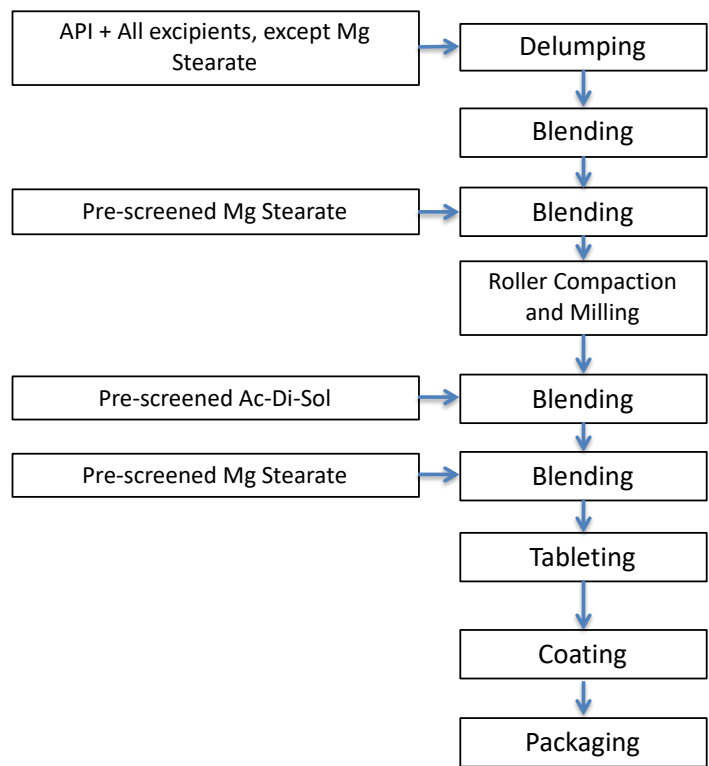 API + All excipients, except Mg
Stearate
Delumping
Blending
Pre-screened Mg Stearate
Blending
Roller Compaction
and Milling
Pre-screened Ac-Di-Sol
Blending
Pre-screened Mg Stearate
Blending
Tableting
Coating
Packaging